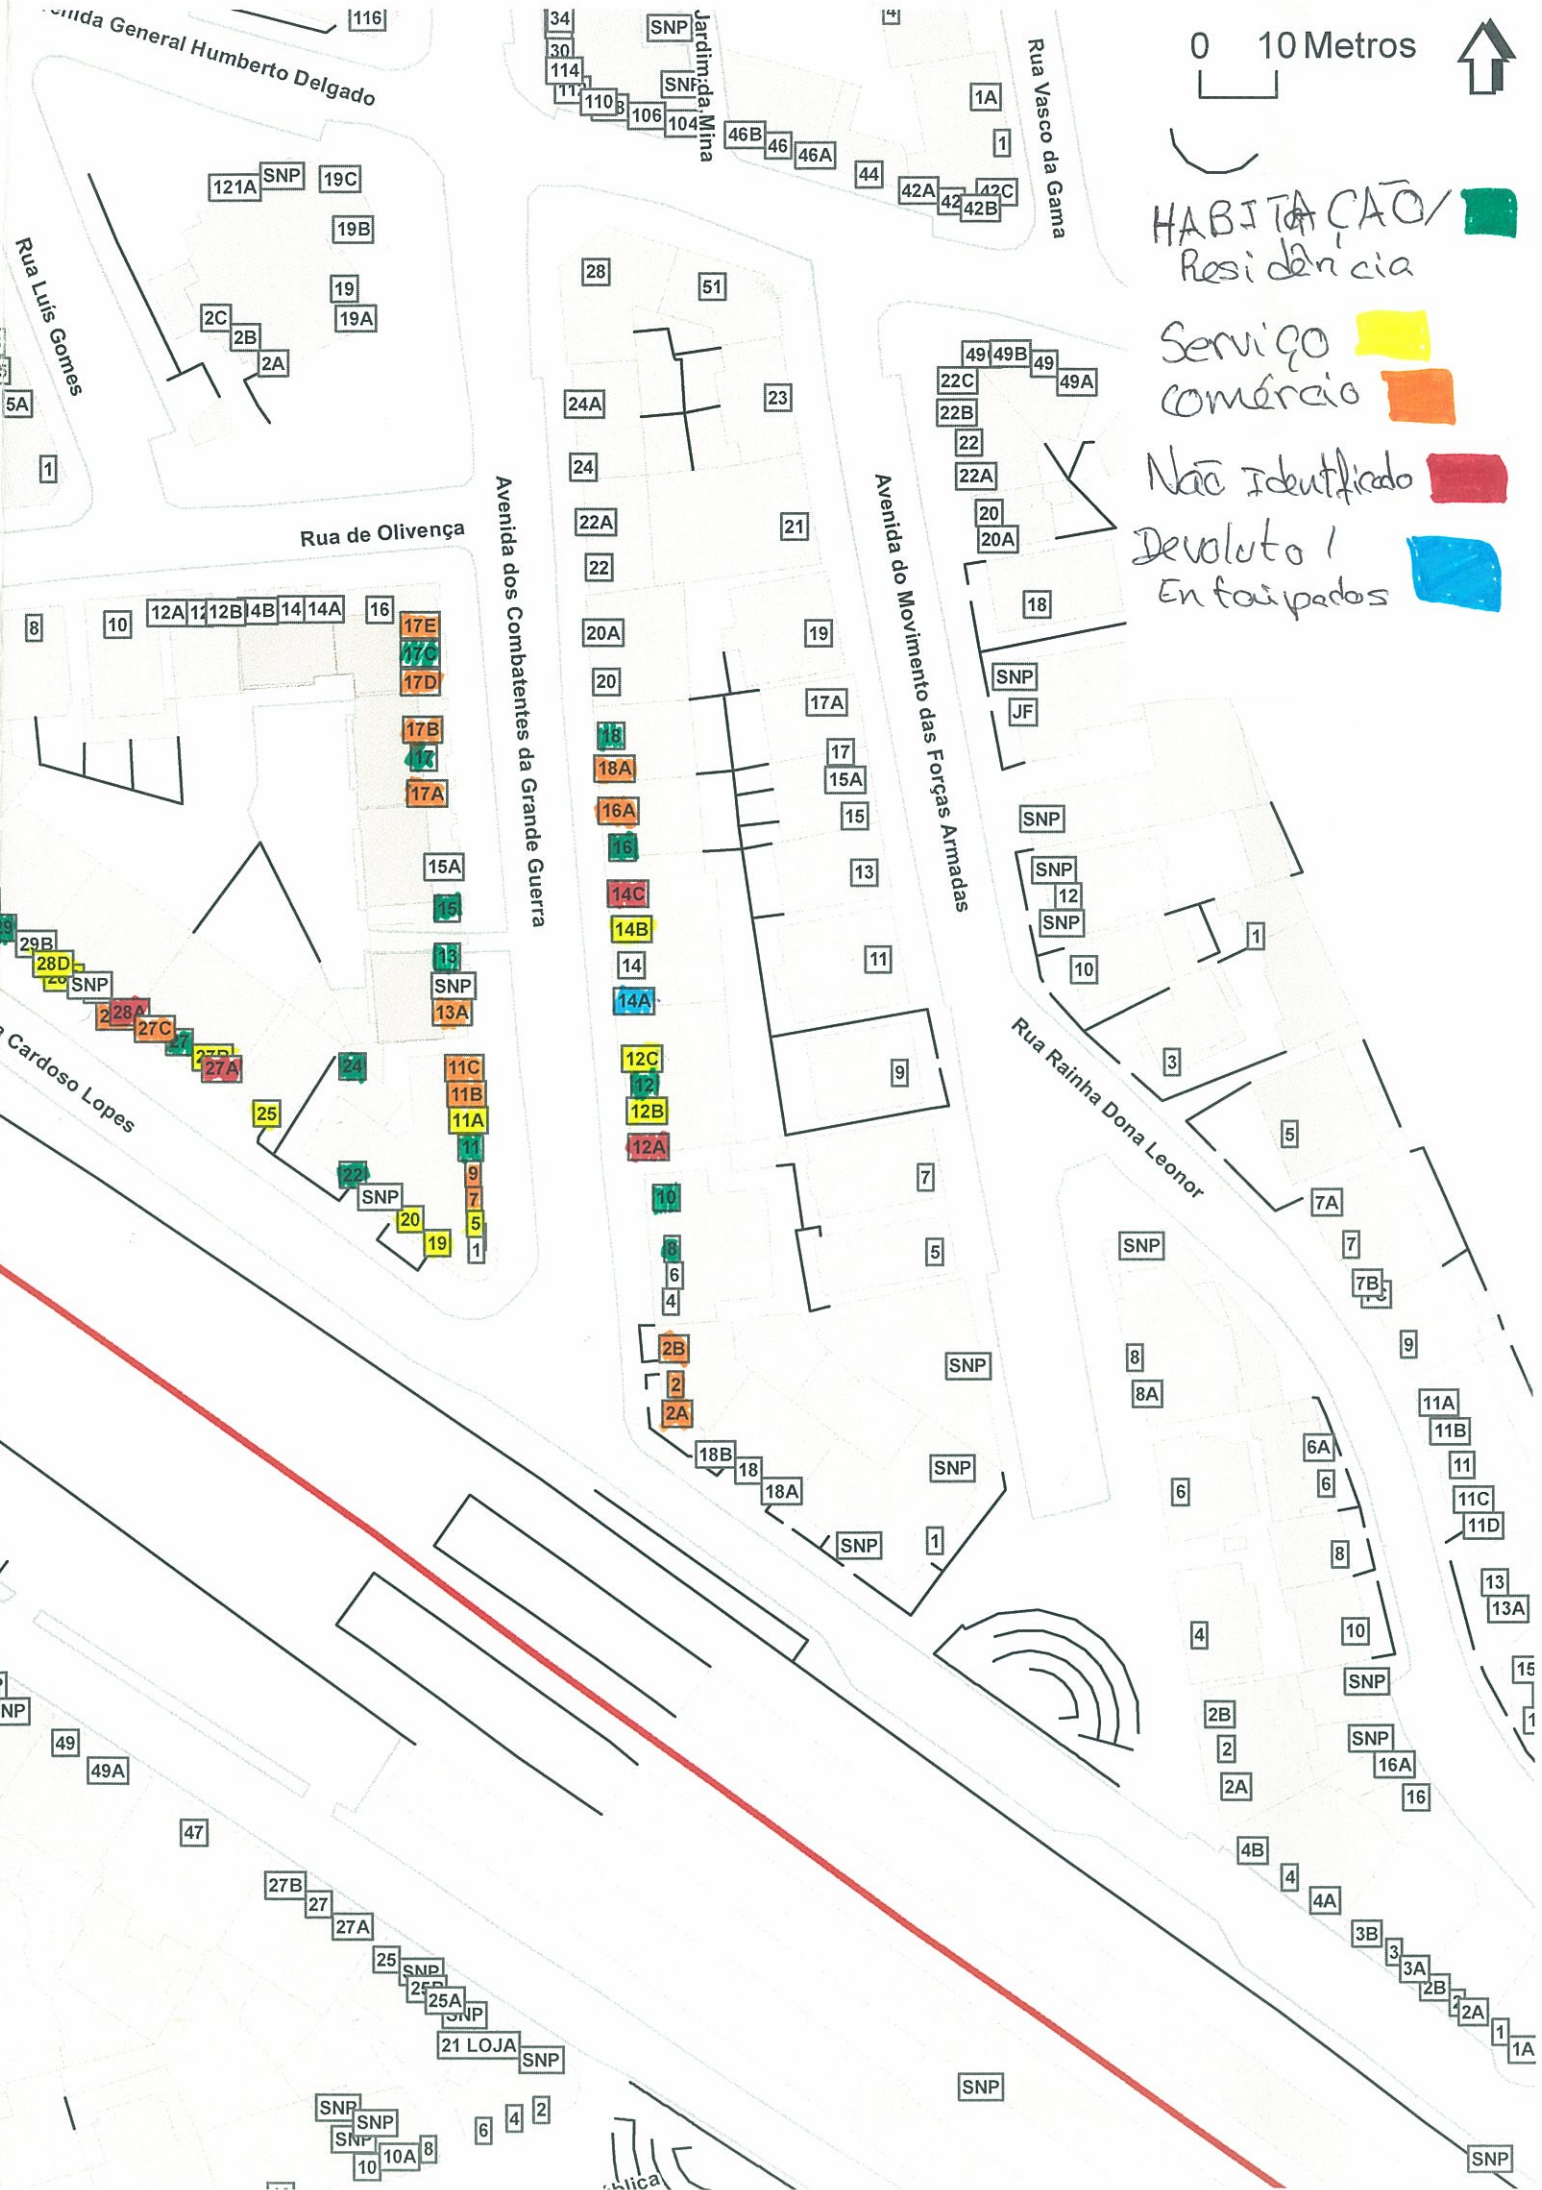 enida General Humberto Delgado
116
34
30
114
110
106
104
SNP
Jardim da Mina
46B
46
46A
44
42A
42
42C
42B
4
1A
1
Rua Vasco da Gama
0 10 Metros
HABITAÇÃO/
Residência
Serviço
comércio
Não Identificado
Devoluto /
Entaipados
121A
SNP
19C
19B
19
19A
2C
2B
2A
Rua Luís Gomes
5A
1
28
51
24A
23
24
22A
21
22
20A
19
20
17A
49B
49
49A
22C
22B
22
22A
20
20A
18
SNP
JF
Rua de Olivença
Avenida dos Combatentes da Grande Guerra
Avenida do Movimento das Forças Armadas
8
10
12A
12B
14B
14
14A
16
17E
17C
17D
17B
17
17A
15A
15
13
SNP
13A
11C
11B
11A
11
9
7
5
1
18
18A
16A
16
14C
14B
14
14A
12C
12
12B
12A
10
8
6
4
2B
2
2A
17
15A
15
13
11
9
7
5
SNP
SNP
1
SNP
18B
18
18A
29
29B
28D
SNP
28A
27C
27
27B
27A
25
24
22
SNP
20
19
a Cardoso Lopes
SNP
SNP
12
SNP
10
1
3
5
Rua Rainha Dona Leonor
7A
7
7B
9
11A
11B
11
11C
11D
13
13A
15
SNP
8
8A
6
4
2B
2
2A
6A
6
8
10
SNP
SNP
16A
16
4B
4
4A
3B
3
3A
2B
2
2A
1
1A
NP
49
49A
47
27B
27
27A
25
SNP
25B
25A
SNP
21 LOJA
SNP
SNP
SNP
SNP
10
10A
8
6
4
2
SNP
SNP
blica